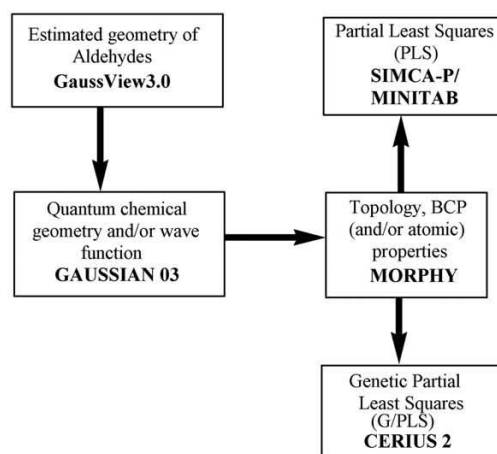 Estimated geometry of
Aldehydes
GaussView3.0
Partial Least Squares
(PLS)
SIMCA-P/
MINITAB
Quantum chemical
geometry and/or wave
function
GAUSSIAN 03
Topology, BCP
(and/or atomic)
properties
MORPHY
Genetic Partial
Least Squares
(G/PLS)
CERIUS 2